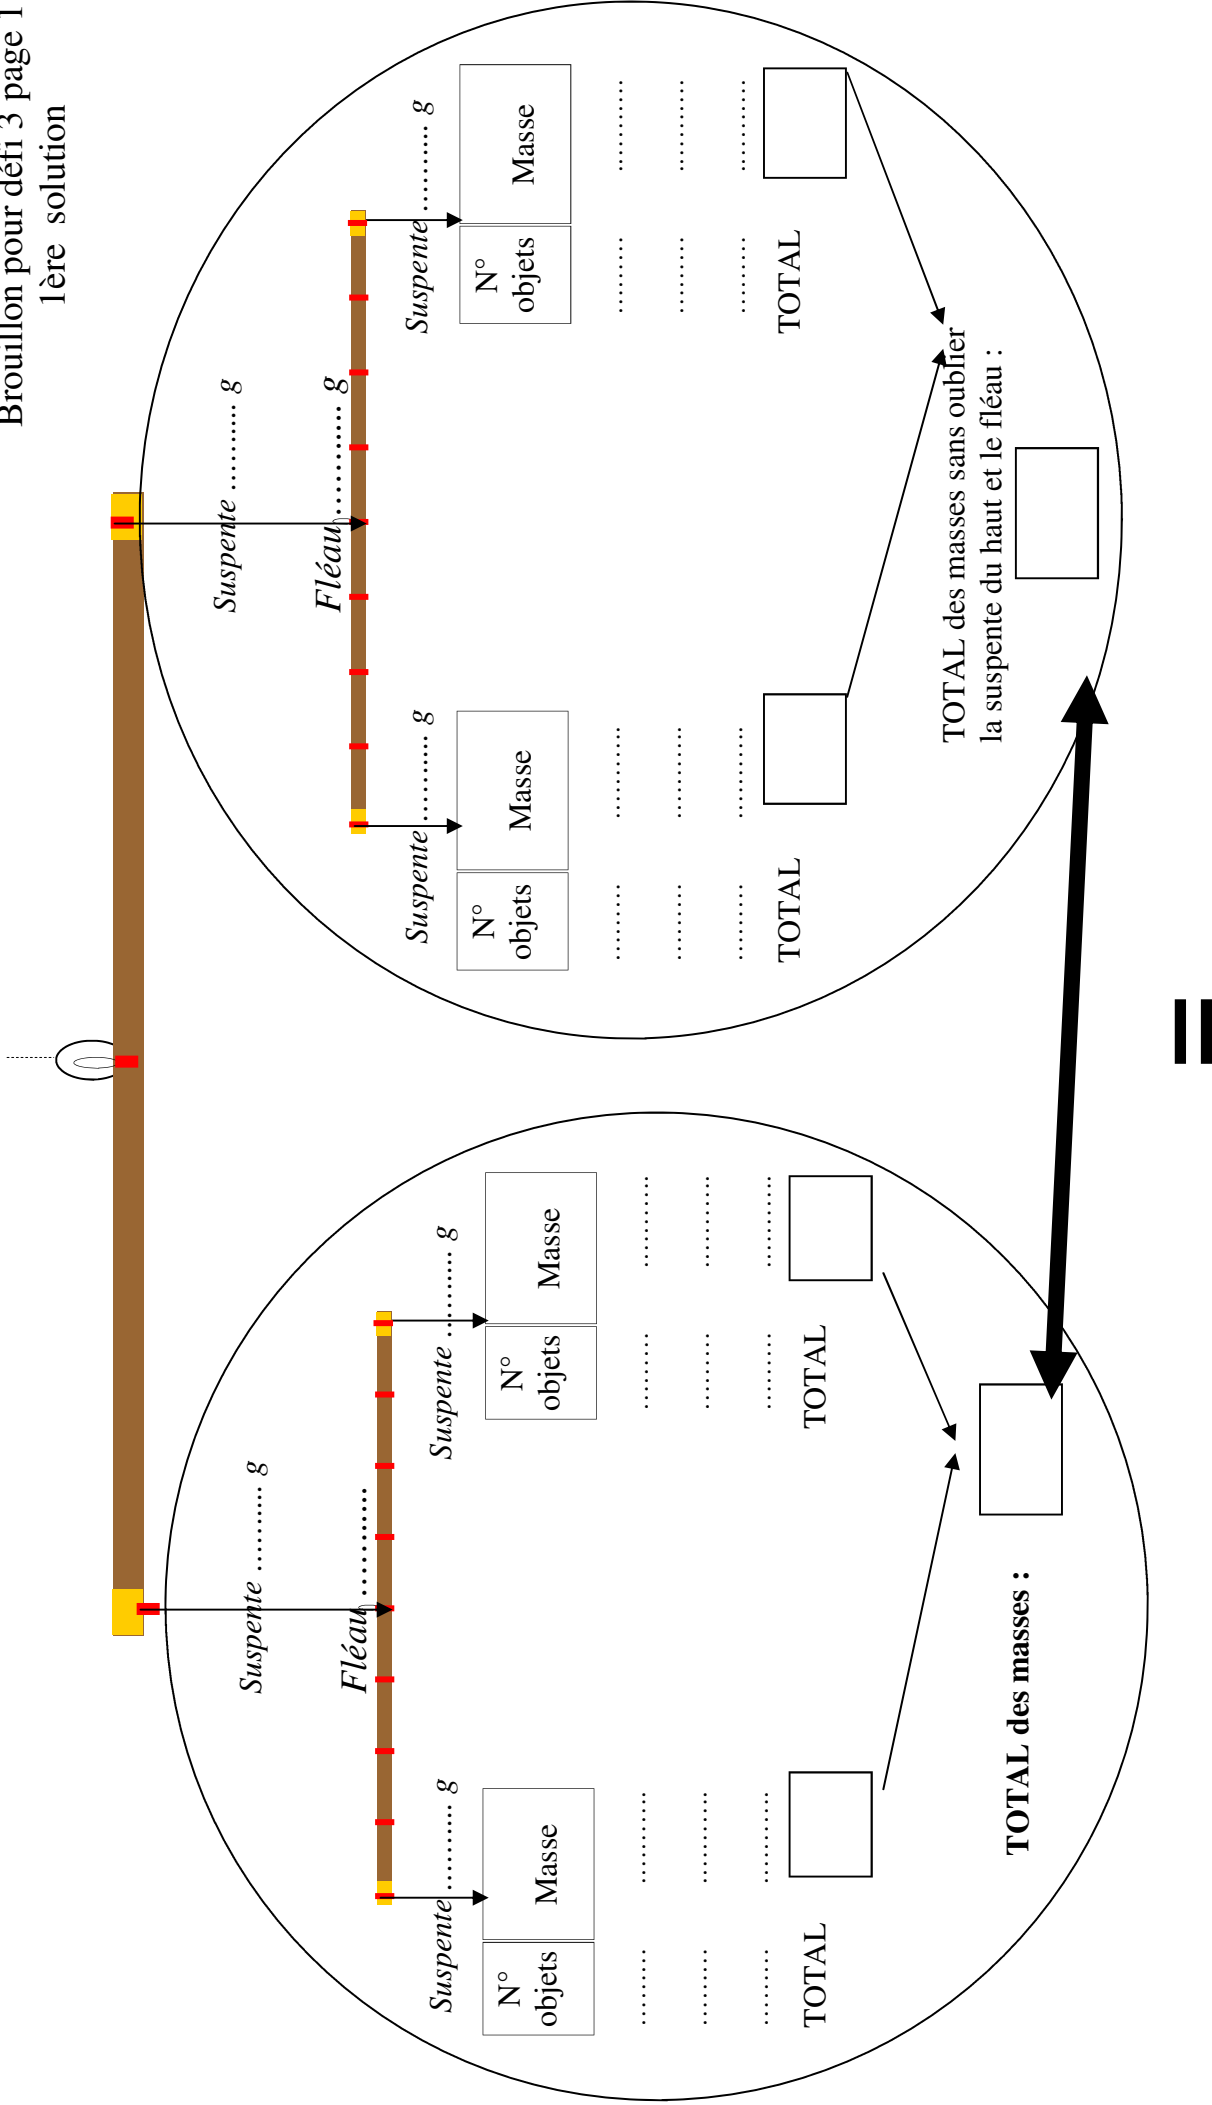 Brouillon pour défi 3 page 1
1ère solution
Suspente ........... g
Fléau ...........
Suspente ........... g
N° objets
Masse
TOTAL
Suspente ........... g
N° objets
Masse
TOTAL
TOTAL des masses :
Suspente ........... g
Fléau ........... g
Suspente ........... g
N° objets
Masse
TOTAL
Suspente ........... g
N° objets
Masse
TOTAL
TOTAL des masses sans oublier
la suspente du haut et le fléau :
=